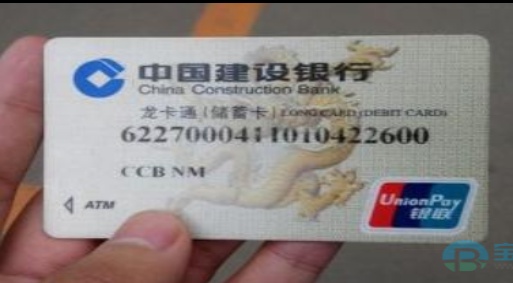 中国建设银行
China Construction Bank
龙卡通(储蓄卡) LONG CARD (DEBIT CARD)
6227000411010422600
CCB NM
ATM
UnionPay
银联
宝